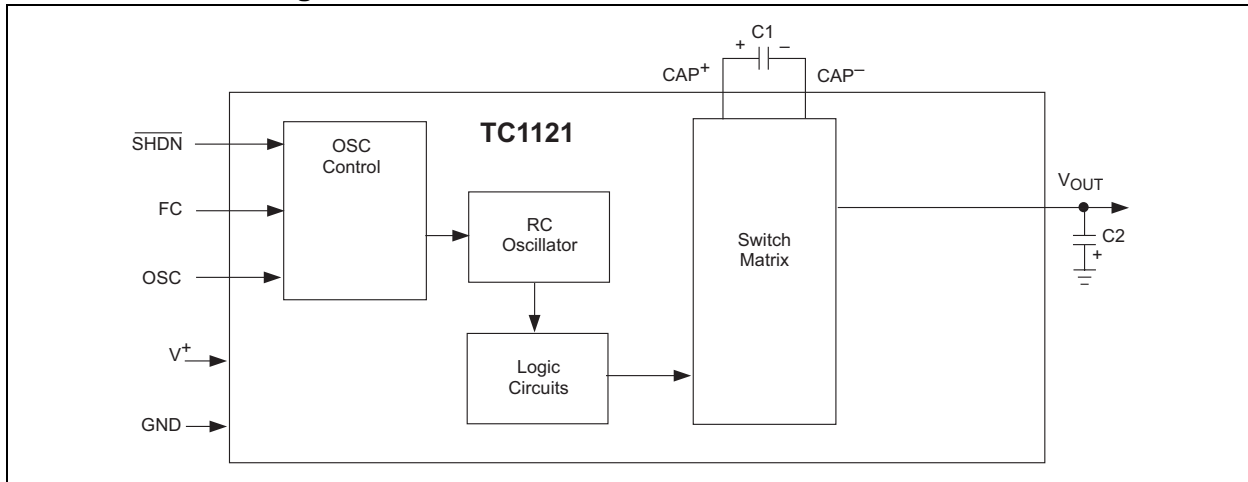 C1
+ –
CAP+ CAP–
TC1121
SHDN
OSC
Control
FC
OSC
RC
Oscillator
Switch
Matrix
VOUT
C2
+
V+
Logic
Circuits
GND